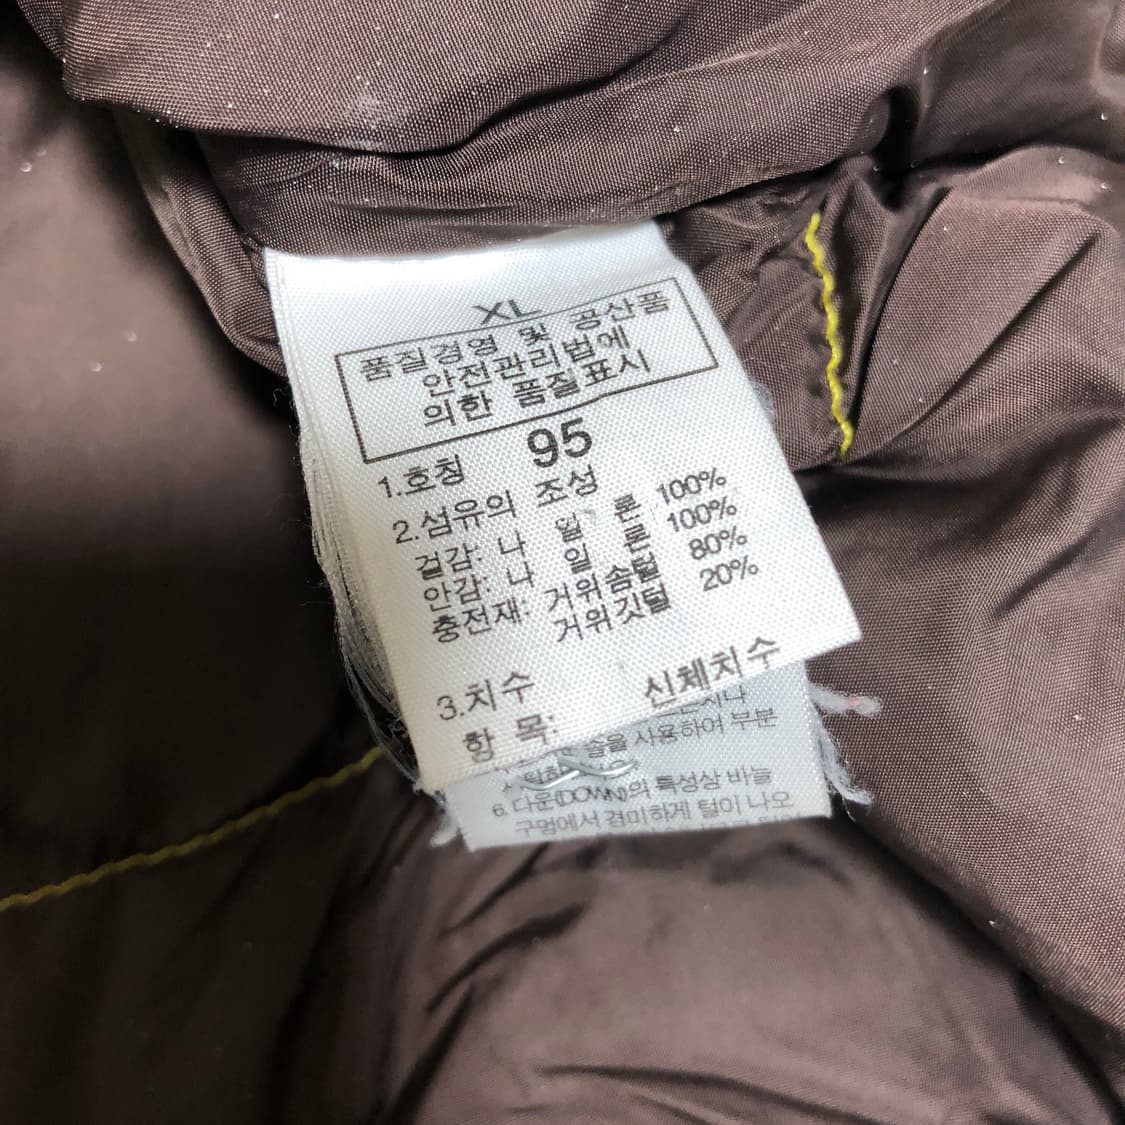 XL
품질경영 및 공산품
안전관리법에
의한 품질표시
1.호칭 95
2.섬유의 조성
겉감: 나 일 론 100%
안감: 나 일 론 100%
충전재: 거위솜털 80%
거위깃털 20%
3.치수 신체치수
항 목:
솔을 사용하여 부분
6. 다운(DOWN)의 특성상 바늘
구멍에서 경미하게 털이 나오